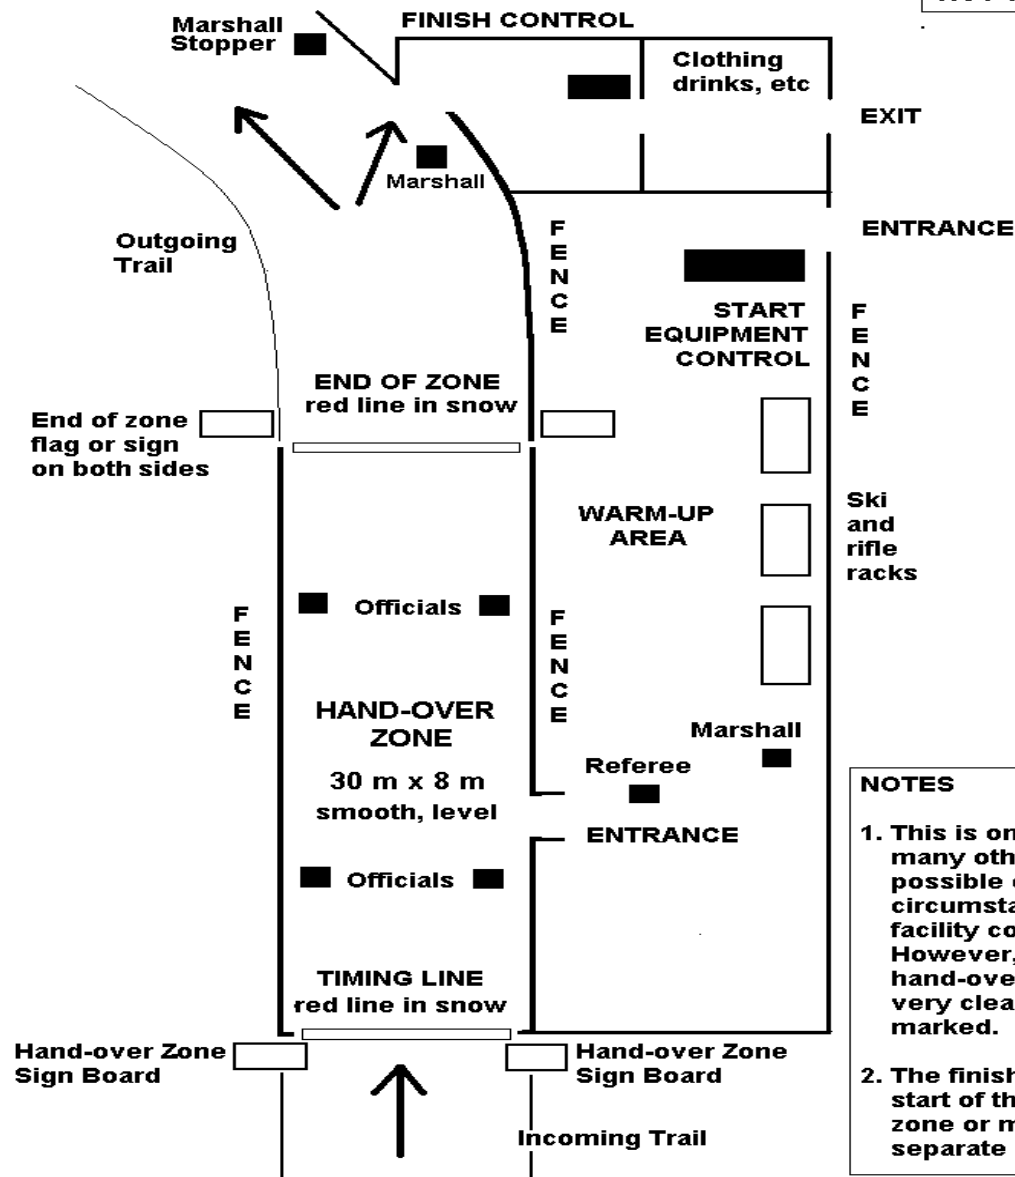 Marshall
Stopper
FINISH CONTROL
Clothing
drinks, etc
EXIT
Marshall
ENTRANCE
Outgoing
Trail
FENCE
START
EQUIPMENT
CONTROL
FENCE
END OF ZONE
red line in snow
End of zone
flag or sign
on both sides
WARM-UP
AREA
Ski
and
rifle
racks
Officials
FENCE
FENCE
HAND-OVER
ZONE
30 m x 8 m
smooth, level
Marshall
Referee
ENTRANCE
Officials
TIMING LINE
red line in snow
Hand-over Zone
Sign Board
Hand-over Zone
Sign Board
Incoming Trail
NOTES
1. This is on
many oth
possible
circumsta
facility co
However,
hand-ove
very clea
marked.
2. The finish
start of th
zone or m
separate